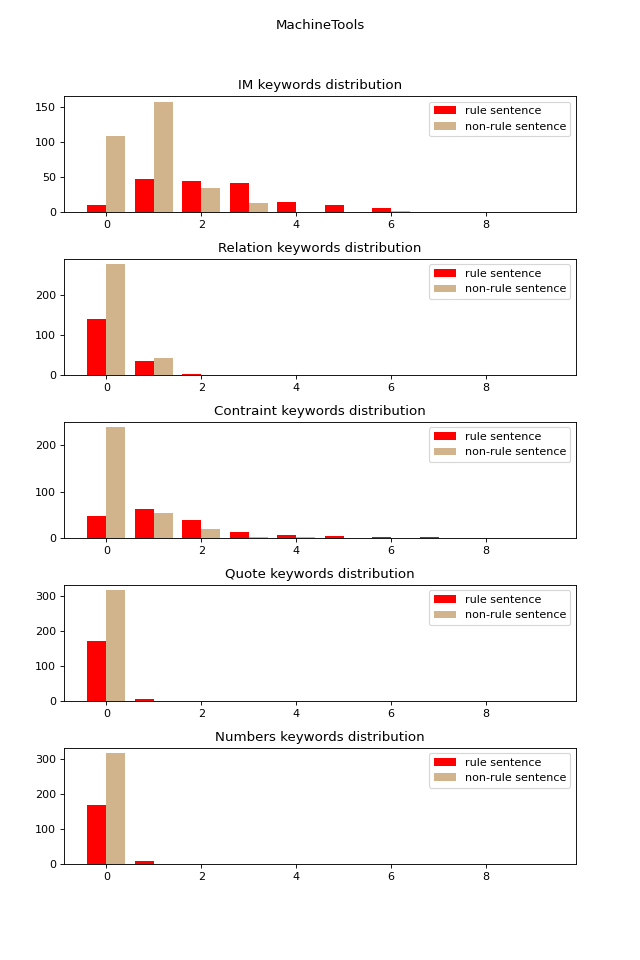 MachineTools
IM keywords distribution
150
100
50
0
rule sentence
non-rule sentence
0 2 4 6 8
Relation keywords distribution
200
100
0
rule sentence
non-rule sentence
0 2 4 6 8
Contraint keywords distribution
200
100
0
rule sentence
non-rule sentence
0 2 4 6 8
Quote keywords distribution
300
200
100
0
rule sentence
non-rule sentence
0 2 4 6 8
Numbers keywords distribution
300
200
100
0
rule sentence
non-rule sentence
0 2 4 6 8